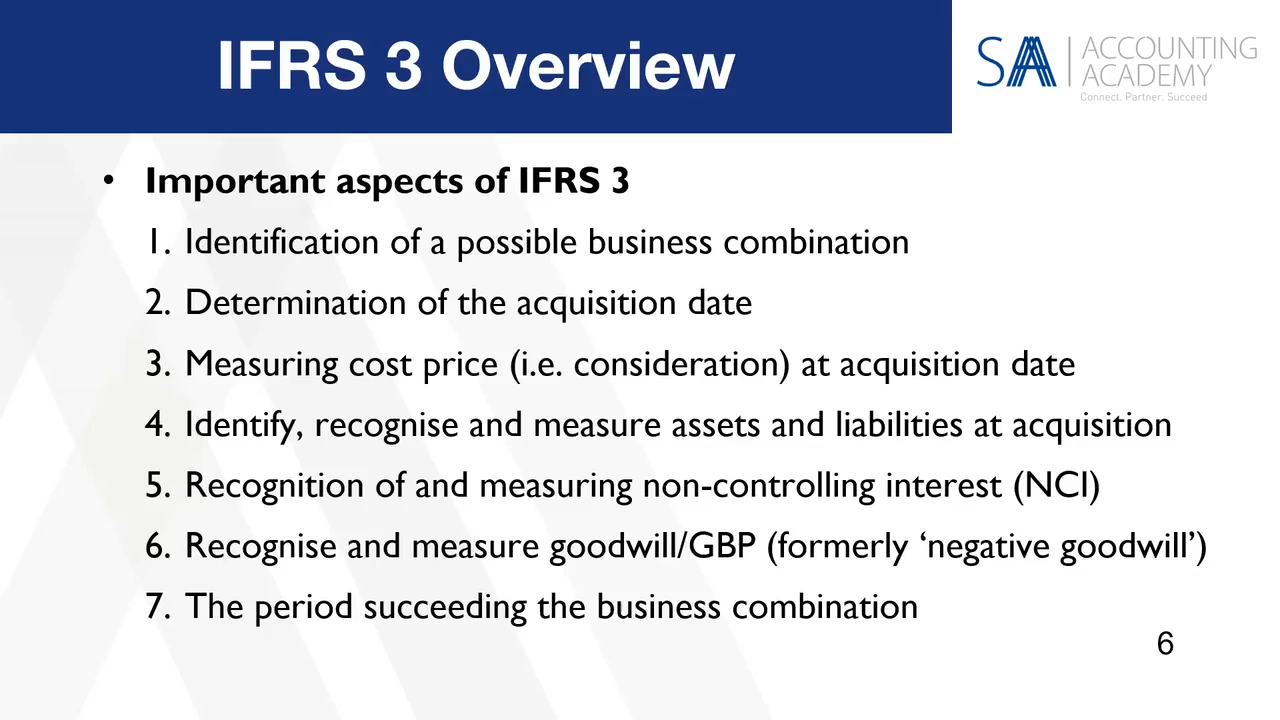 IFRS 3 Overview
SAA ACCOUNTING
ACADEMY
Connect. Partner. Succeed
• Important aspects of IFRS 3
1. Identification of a possible business combination
2. Determination of the acquisition date
3. Measuring cost price (i.e. consideration) at acquisition date
4. Identify, recognise and measure assets and liabilities at acquisition
5. Recognition of and measuring non-controlling interest (NCI)
6. Recognise and measure goodwill/GBP (formerly ‘negative goodwill’)
7. The period succeeding the business combination
6